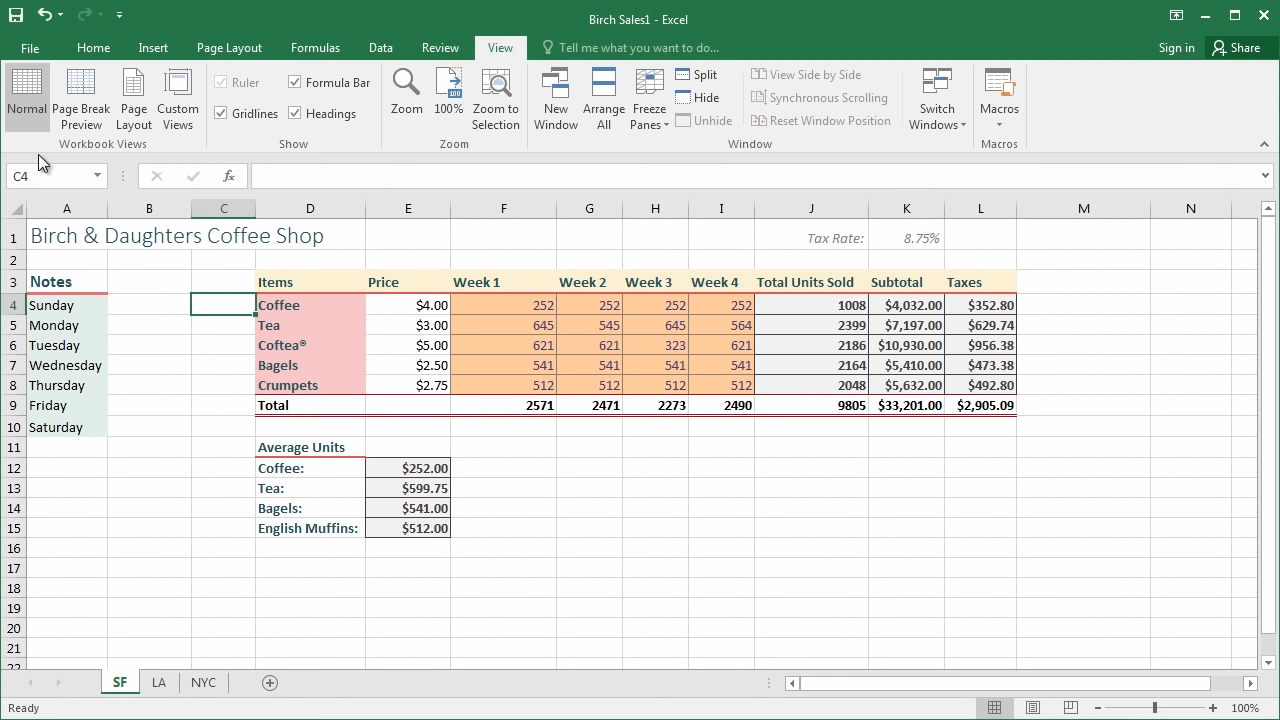 Birch Sales1 - Excel
File Home Insert Page Layout Formulas Data Review View Tell me what you want to do... Sign in Share
Normal Page Break Preview Page Layout Custom Views
Ruler Formula Bar
Gridlines Headings
Zoom 100% Zoom to Selection
New Window Arrange All Freeze Panes
Split
Hide
Unhide
View Side by Side
Synchronous Scrolling
Reset Window Position
Switch Windows Macros
Workbook Views Show Zoom Window Macros
C4 fx
A B C D E F G H I J K L M N
1 Birch & Daughters Coffee Shop Tax Rate: 8.75%
2
3 Notes Items Price Week 1 Week 2 Week 3 Week 4 Total Units Sold Subtotal Taxes
4 Sunday Coffee $4.00 252 252 252 252 1008 $4,032.00 $352.80
5 Monday Tea $3.00 645 545 645 564 2399 $7,197.00 $629.74
6 Tuesday Coftea® $5.00 621 621 323 621 2186 $10,930.00 $956.38
7 Wednesday Bagels $2.50 541 541 541 541 2164 $5,410.00 $473.38
8 Thursday Crumpets $2.75 512 512 512 512 2048 $5,632.00 $492.80
9 Friday Total 2571 2471 2273 2490 9805 $33,201.00 $2,905.09
10 Saturday
11 Average Units
12 Coffee: $252.00
13 Tea: $599.75
14 Bagels: $541.00
15 English Muffins: $512.00
16
17
18
19
20
21
22
SF LA NYC
Ready 100%